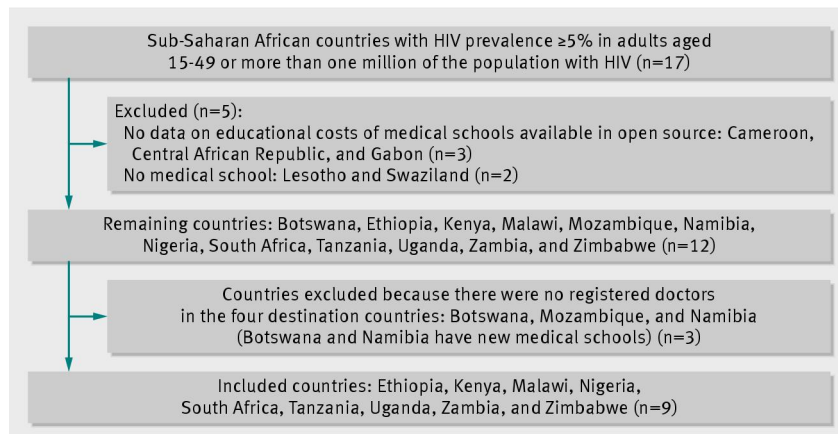 Sub-Saharan African countries with HIV prevalence ≥5% in adults aged
15-49 or more than one million of the population with HIV (n=17)
Excluded (n=5):
No data on educational costs of medical schools available in open source: Cameroon,
Central African Republic, and Gabon (n=3)
No medical school: Lesotho and Swaziland (n=2)
Remaining countries: Botswana, Ethiopia, Kenya, Malawi, Mozambique, Namibia,
Nigeria, South Africa, Tanzania, Uganda, Zambia, and Zimbabwe (n=12)
Countries excluded because there were no registered doctors
in the four destination countries: Botswana, Mozambique, and Namibia
(Botswana and Namibia have new medical schools) (n=3)
Included countries: Ethiopia, Kenya, Malawi, Nigeria,
South Africa, Tanzania, Uganda, Zambia, and Zimbabwe (n=9)